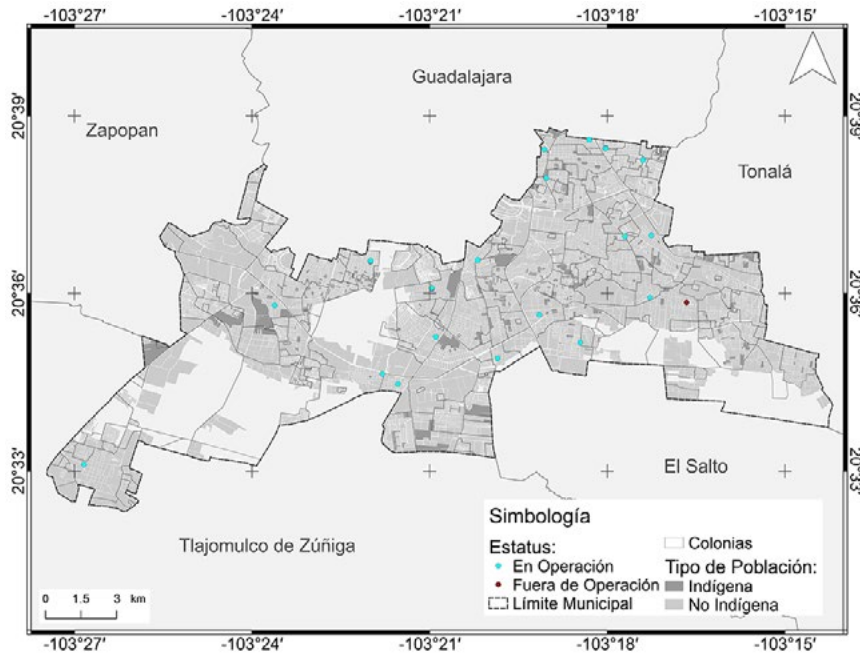 -103°27' -103°24' -103°21' -103°18' -103°15'
20°39' 20°39'
Guadalajara
Zapopan
Tonalá
20°36' 20°36'
20°33' 20°33'
El Salto
Tlajomulco de Zúñiga
Simbología
Estatus:
En Operación
Fuera de Operación
Límite Municipal
Colonias
Tipo de Población:
Indígena
No Indígena
0 1.5 3 km
-103°27' -103°24' -103°21' -103°18' -103°15'